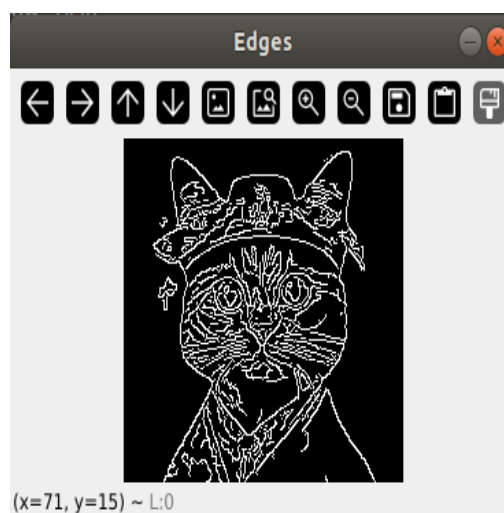 Edges
(x=71, y=15) ~ L:0